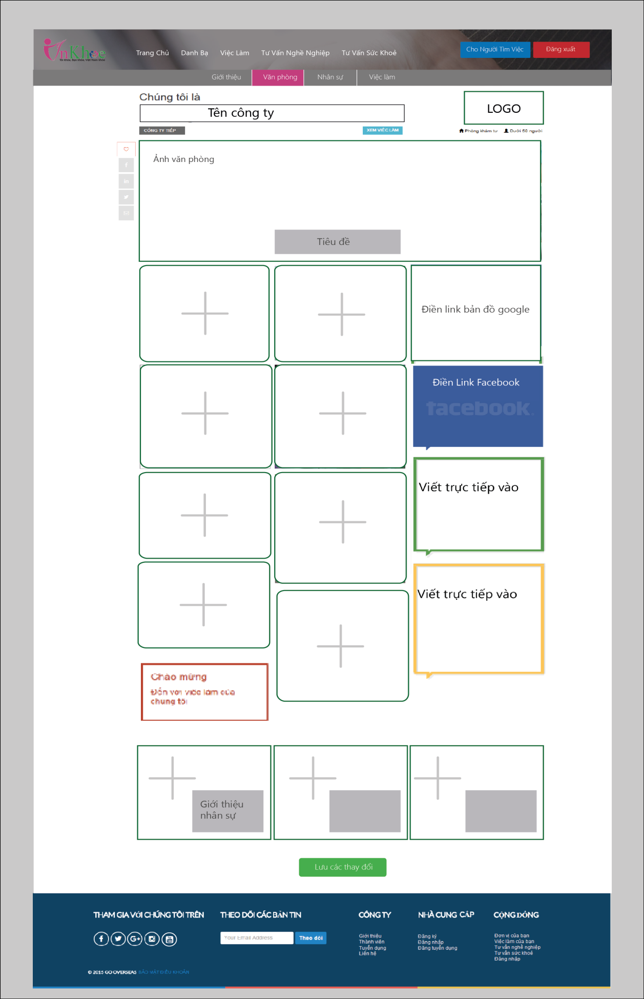 VnKhoe
Tôi khỏe, Bạn khỏe, Việt Nam khỏe
Trang Chủ Danh Bạ Việc Làm Tư Vấn Nghề Nghiệp Tư Vấn Sức Khoẻ
Cho Người Tìm Việc Đăng xuất
Giới thiệu Văn phòng Nhân sự Việc làm
Chúng tôi là
Tên công ty
LOGO
CÔNG TY TIẾP XEM VIỆC LÀM
Phòng khám tư Dưới 50 người
Ảnh văn phòng
Tiêu đề
Điền link bản đồ google
Điền Link Facebook
facebook.
Viết trực tiếp vào
Viết trực tiếp vào
Chào mừng
Đến với việc làm của
chúng tôi
Giới thiệu
nhân sự
Lưu các thay đổi
THAM GIA VỚI CHÚNG TÔI TRÊN THEO DÕI CÁC BẢN TIN CÔNG TY NHÀ CUNG CẤP CỘNG ĐỒNG
Your Email Address Theo dõi
Giới thiệu
Thành viên
Tuyển dụng
Liên hệ
Đăng ký
Đăng nhập
Đăng tuyển dụng
Đơn vị của bạn
Việc làm của bạn
Tư vấn nghề nghiệp
Tư vấn sức khoẻ
Đăng nhập
© 2015 GO OVERSEAS BẢO MẬT ĐIỀU KHOẢN